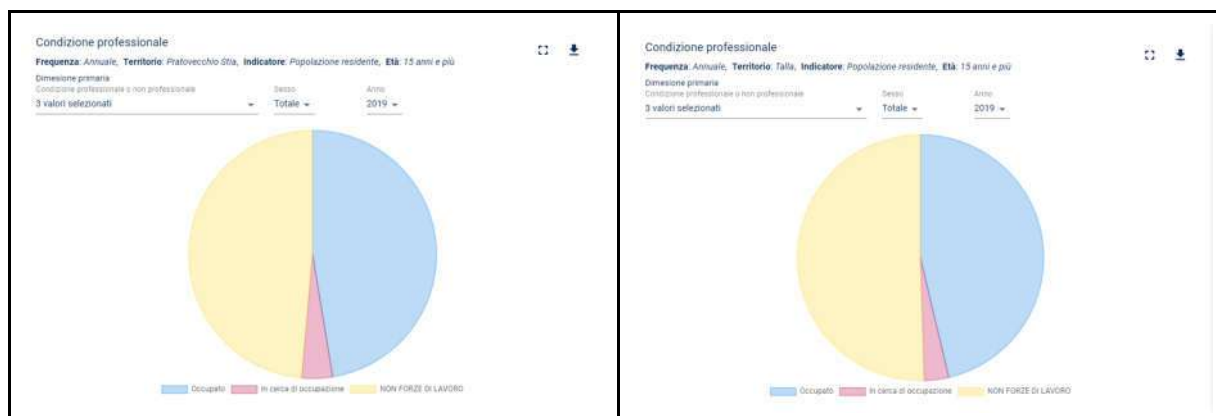 Condizione professionale
Frequenza: Annuale, Territorio: Pratovecchio Stia, Indicatore: Popolazione residente, Età: 15 anni e più
Dimesione primaria
Condizione professionale o non professionale
Sesso
Anno
3 valori selezionati
Totale
2019
Occupato
In cerca di occupazione
NON FORZE DI LAVORO
Condizione professionale
Frequenza: Annuale, Territorio: Talla, Indicatore: Popolazione residente, Età: 15 anni e più
Dimesione primaria
Condizione professionale o non professionale
Sesso
Anno
3 valori selezionati
Totale
2019
Occupato
In cerca di occupazione
NON FORZE DI LAVORO